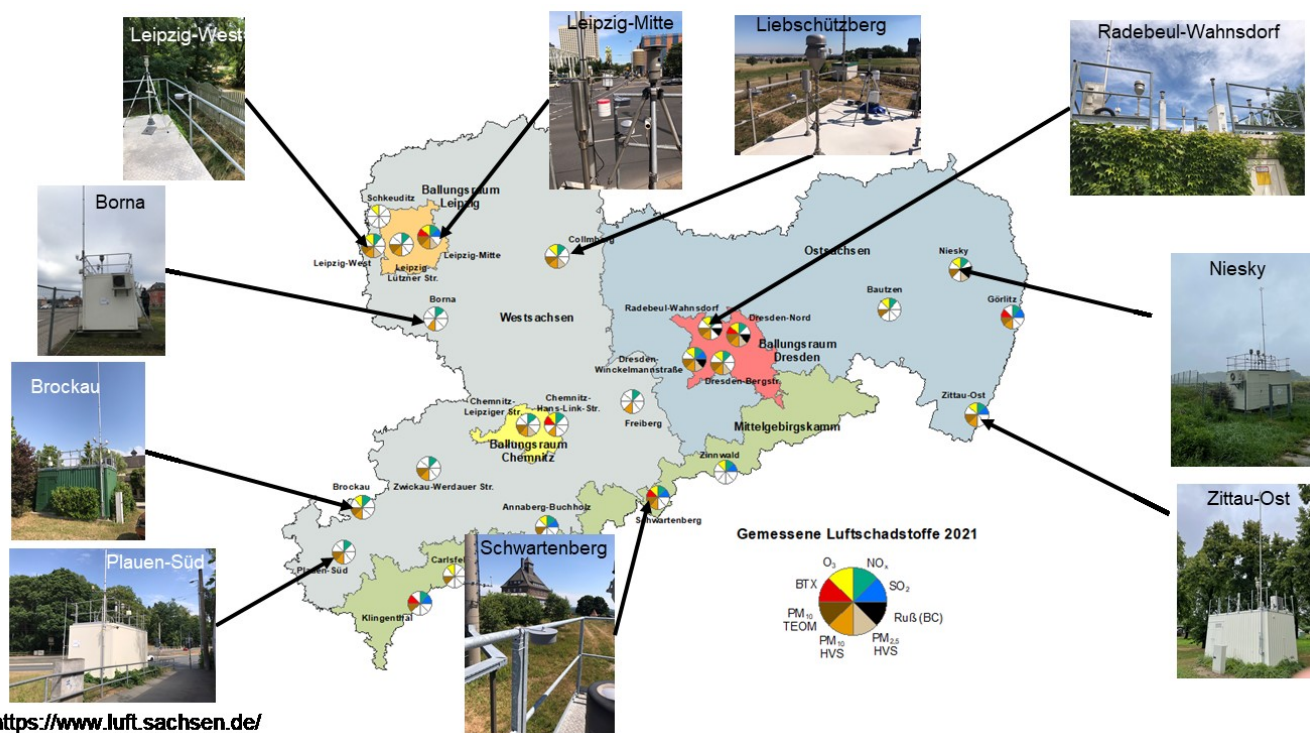 Leipzig-West
Leipzig-Mitte
Liebschützberg
Radebeul-Wahnsdorf
Borna
Brockau
Plauen-Süd
Schwartenberg
Niesky
Zittau-Ost
Schkeuditz
Ballungsraum
Leipzig
Leipzig-West
Leipzig-
Lützner Str.
Leipzig-Mitte
Collmberg
Borna
Westsachsen
Ostsachsen
Niesky
Bautzen
Görlitz
Radebeul-Wahnsdorf
Dresden-Nord
Ballungsraum
Dresden
Dresden-
Winckelmannstraße
Dresden-Bergstr.
Zittau-Ost
Chemnitz-
Leipziger Str.
Chemnitz-
Hans-Link-Str.
Ballungsraum
Chemnitz
Freiberg
Mittelgebirgskamm
Zinnwald
Zwickau-Werdauer Str.
Brockau
Annaberg-Buchholz
Schwartenberg
Plauen-Süd
Carlsfel
Klingenthal
Gemessene Luftschadstoffe 2021
O₃
NOₓ
BTX
SO₂
PM₁₀
TEOM
Ruß (BC)
PM₁₀
HVS
PM₂.₅
HVS
ttps://www.luft.sachsen.de/